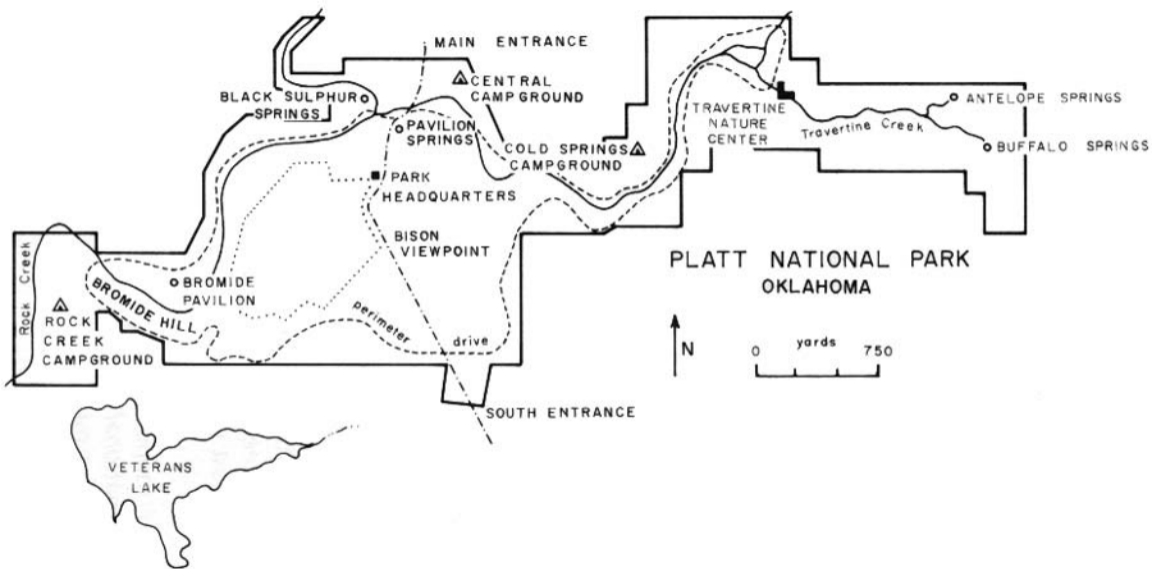 MAIN ENTRANCE
CENTRAL
CAMPGROUND
BLACK SULPHUR
SPRINGS
PAVILION
SPRINGS
COLD SPRINGS
CAMPGROUND
TRAVERTINE
NATURE
CENTER
Travertine Creek
ANTELOPE SPRINGS
BUFFALO SPRINGS
PARK
HEADQUARTERS
BISON
VIEWPOINT
PLATT NATIONAL PARK
OKLAHOMA
Rock Creek
BROMIDE
PAVILION
BROMIDE HILL
ROCK
CREEK
CAMPGROUND
perimeter
drive
N
yards
0 750
SOUTH ENTRANCE
VETERANS
LAKE